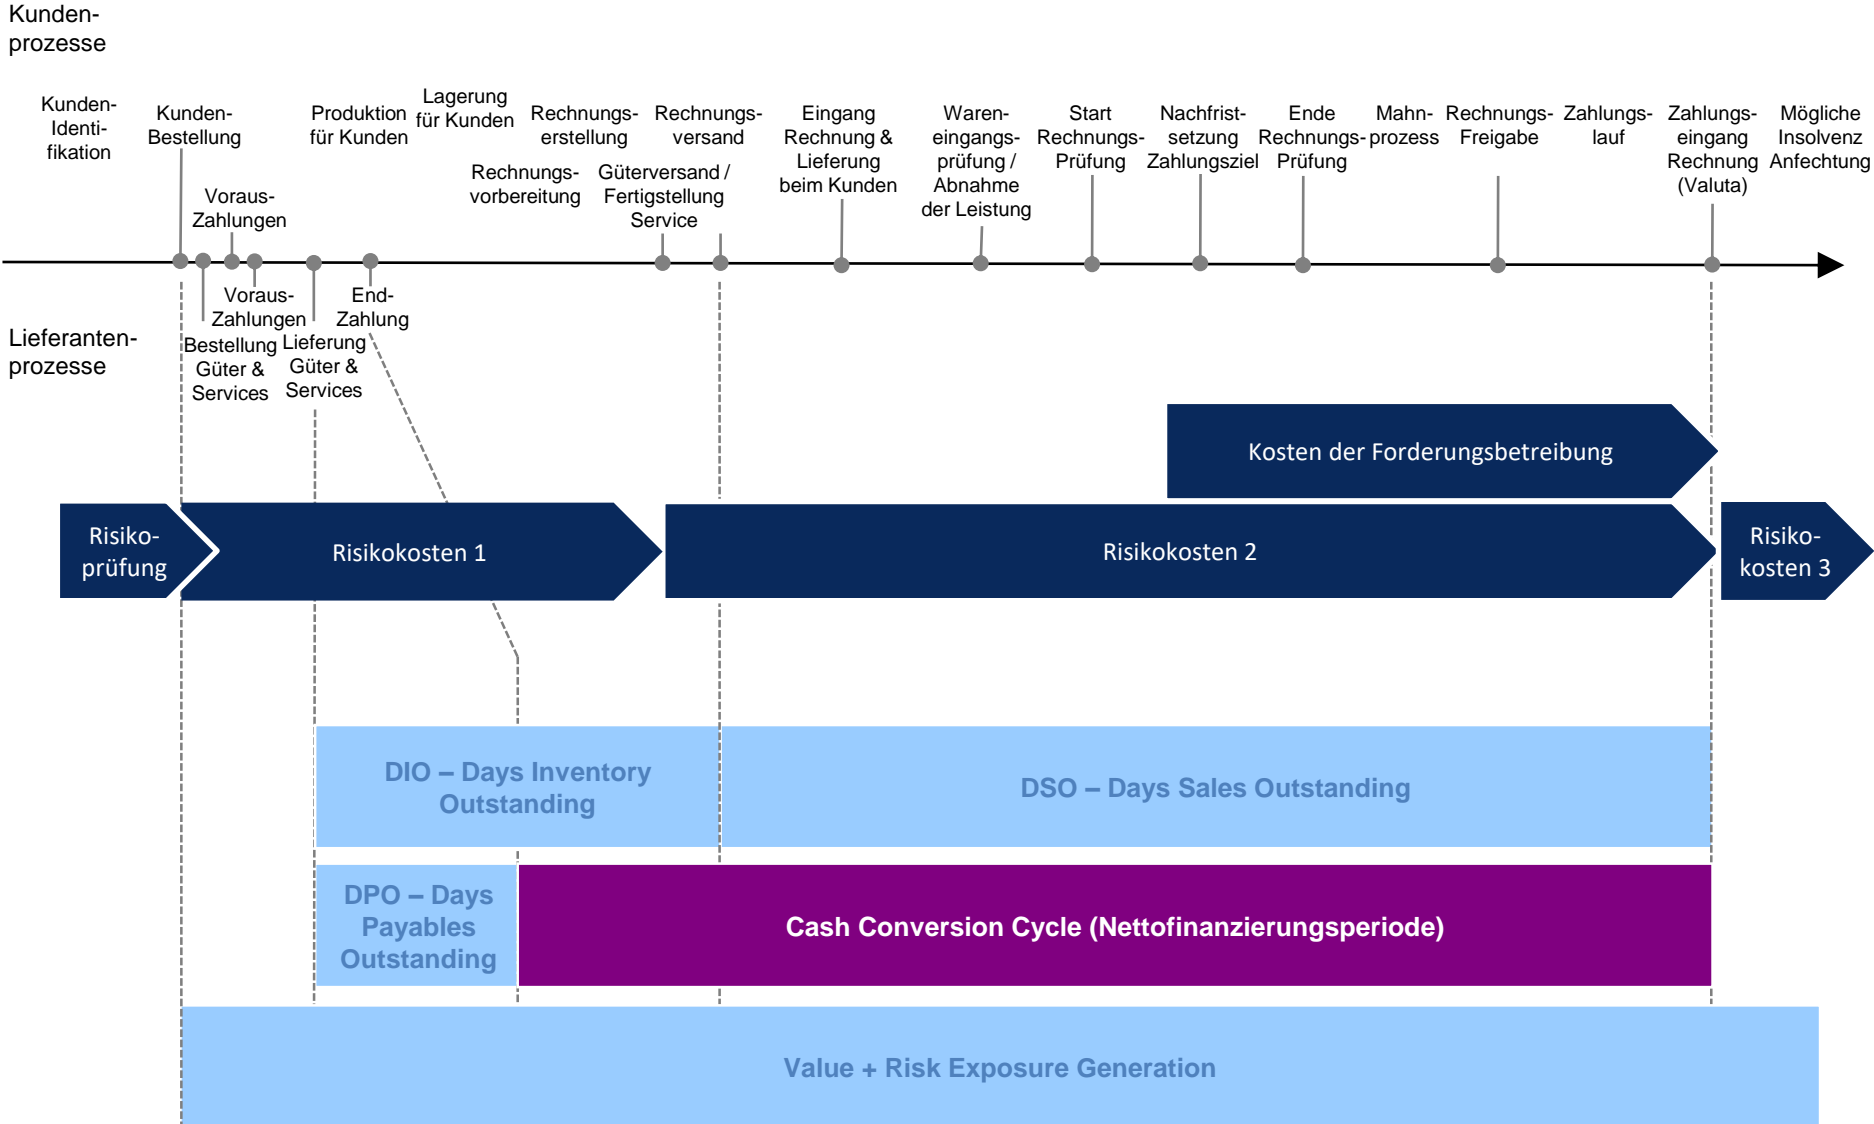 Kunden-
prozesse
Kunden-
Identi-
fikation
Kunden-
Bestellung
Voraus-
Zahlungen
Produktion
für Kunden
Lagerung
für Kunden
Rechnungs-
vorbereitung
Rechnungs-
erstellung
Güterversand /
Fertigstellung
Service
Rechnungs-
versand
Eingang
Rechnung &
Lieferung
beim Kunden
Waren-
eingangs-
prüfung /
Abnahme
der Leistung
Start
Rechnungs-
Prüfung
Nachfrist-
setzung
Zahlungsziel
Ende
Rechnungs-
Prüfung
Mahn-
prozess
Rechnungs-
Freigabe
Zahlungs-
lauf
Zahlungs-
eingang
Rechnung
(Valuta)
Mögliche
Insolvenz
Anfechtung
Lieferanten-
prozesse
Bestellung
Güter &
Services
Voraus-
Zahlungen
Lieferung
Güter &
Services
End-
Zahlung
Kosten der Forderungsbetreibung
Risiko-
prüfung
Risikokosten 1
Risikokosten 2
Risiko-
kosten 3
DIO – Days Inventory
Outstanding
DSO – Days Sales Outstanding
DPO – Days
Payables
Outstanding
Cash Conversion Cycle (Nettofinanzierungsperiode)
Value + Risk Exposure Generation